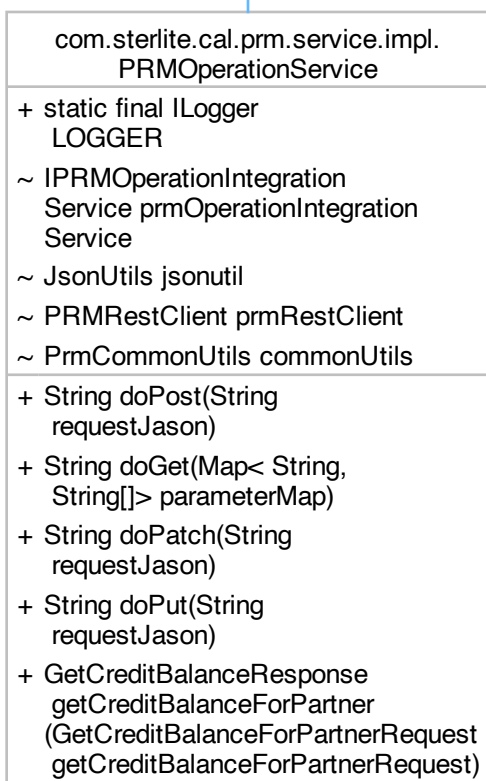 com.sterlite.cal.prm.service.impl.
PRMOperationService
+ static final ILogger
LOGGER
~ IPRMOperationIntegration
Service prmOperationIntegration
Service
~ JsonUtils jsonutil
~ PRMRestClient prmRestClient
~ PrmCommonUtils commonUtils
+ String doPost(String
requestJason)
+ String doGet(Map< String,
String[]> parameterMap)
+ String doPatch(String
requestJason)
+ String doPut(String
requestJason)
+ GetCreditBalanceResponse
getCreditBalanceForPartner
(GetCreditBalanceForPartnerRequest
getCreditBalanceForPartnerRequest)